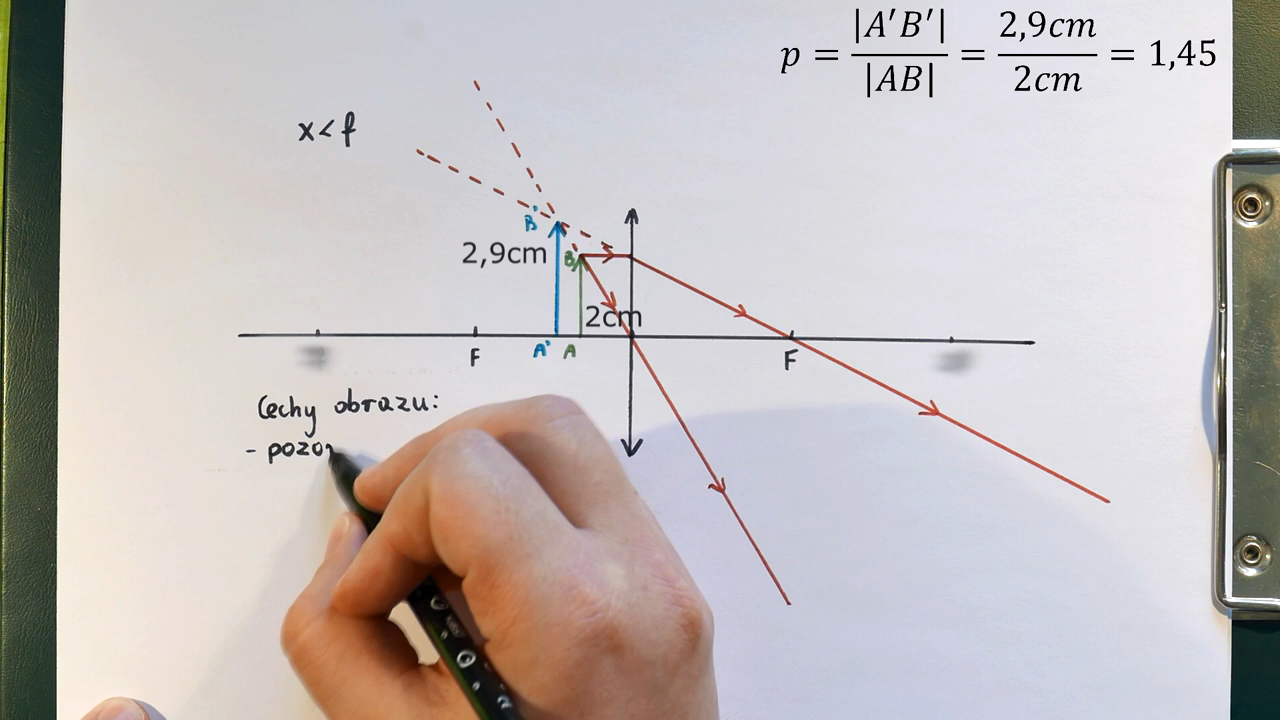 p = |A'B'| / |AB| = 2,9cm / 2cm = 1,45
x < f
B'
2,9cm
B
2cm
F
A'
A
F
Cechy obrazu:
- pozo